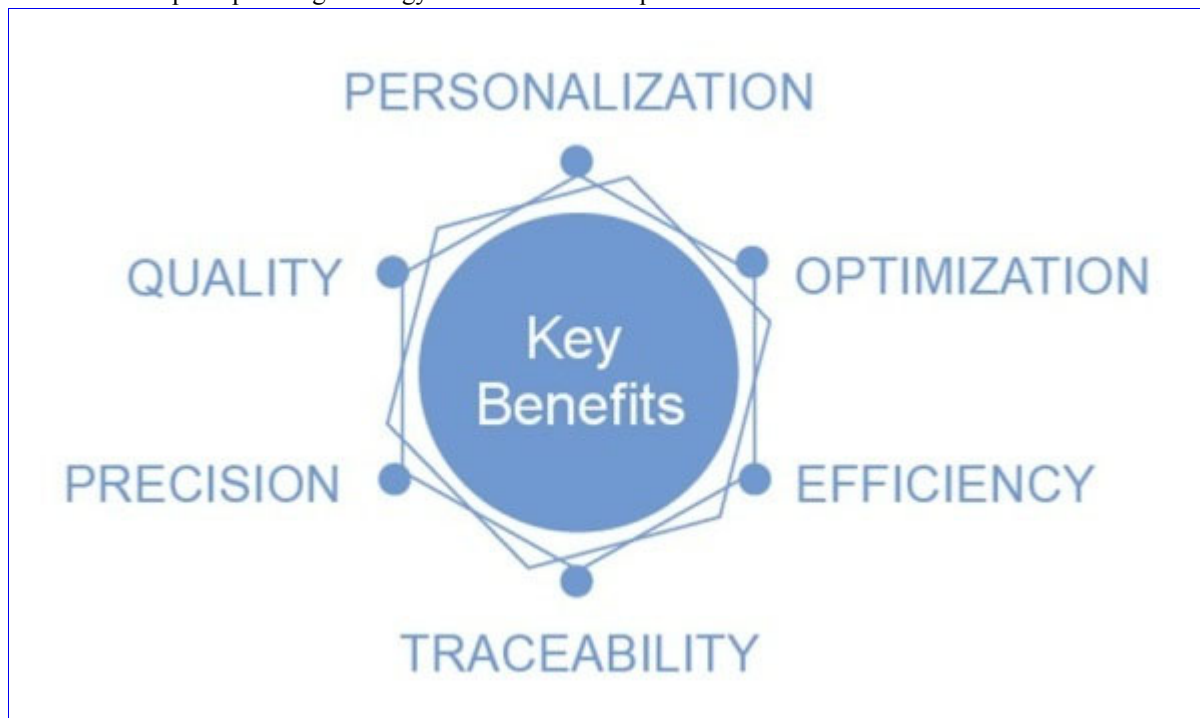 PERSONALIZATION
QUALITY
OPTIMIZATION
Key
Benefits
PRECISION
EFFICIENCY
TRACEABILITY